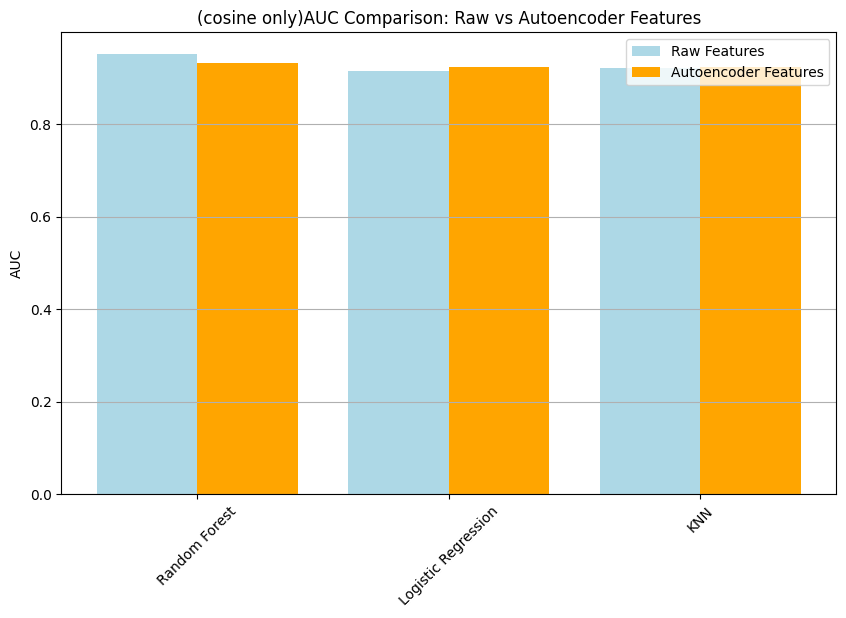 (cosine only)AUC Comparison: Raw vs Autoencoder Features
Raw Features
Autoencoder Features
AUC
0.8
0.6
0.4
0.2
0.0
Random Forest
Logistic Regression
KNN